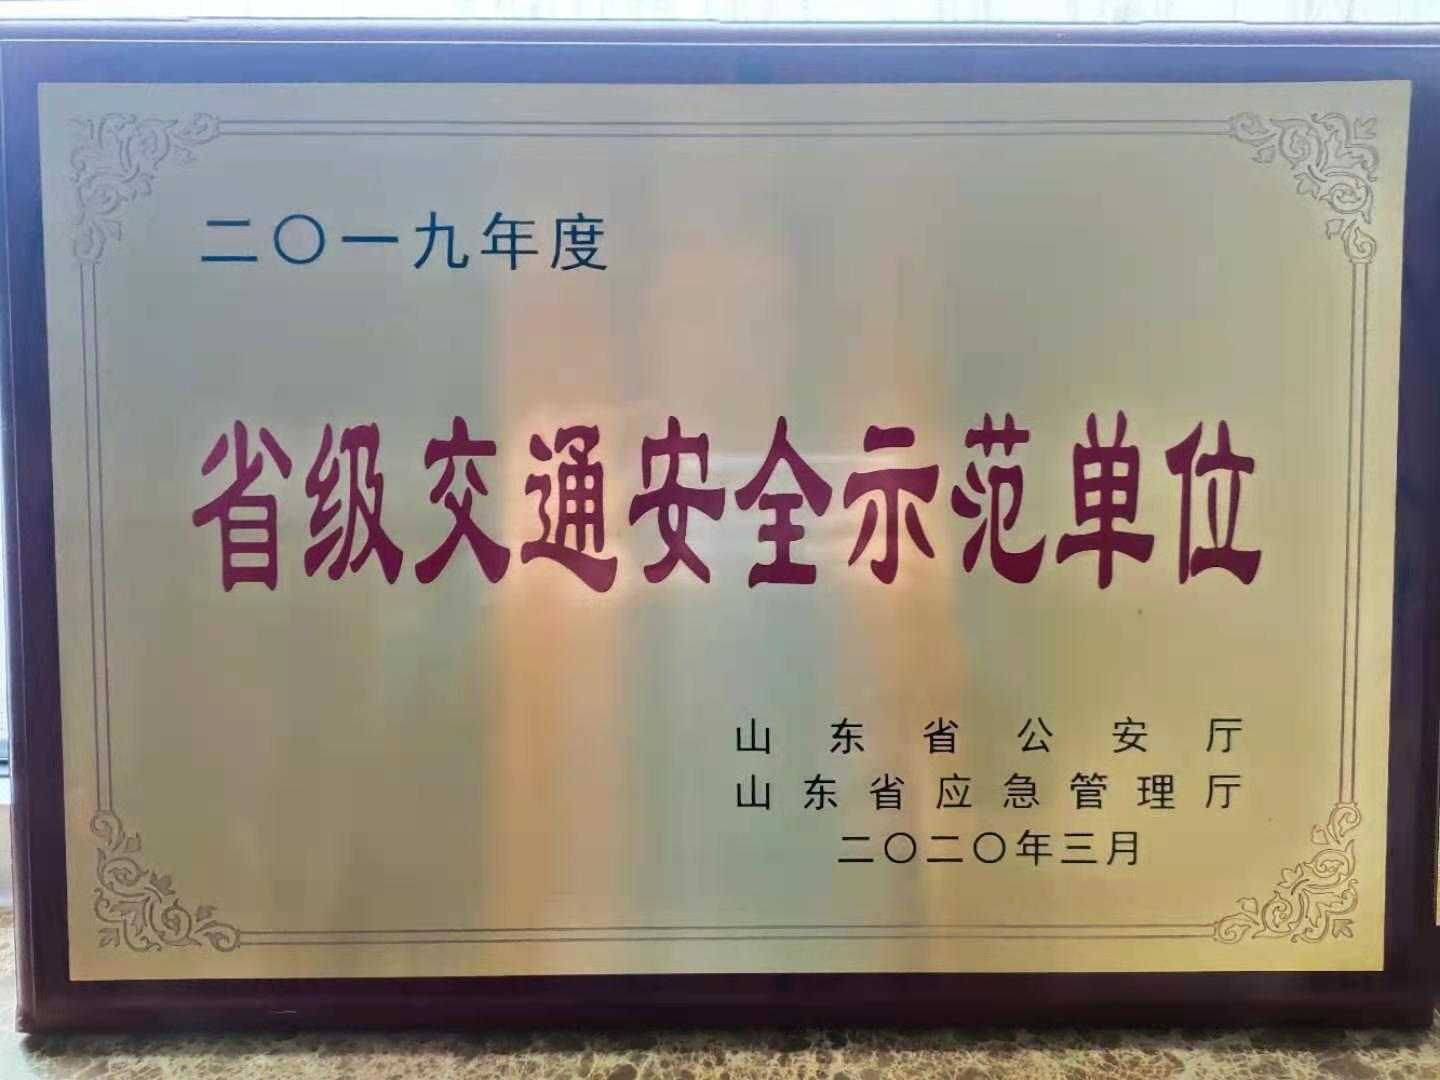 二〇一九年度
省级交通安全示范单位
山东省公安厅
山东省应急管理厅
二〇二〇年三月